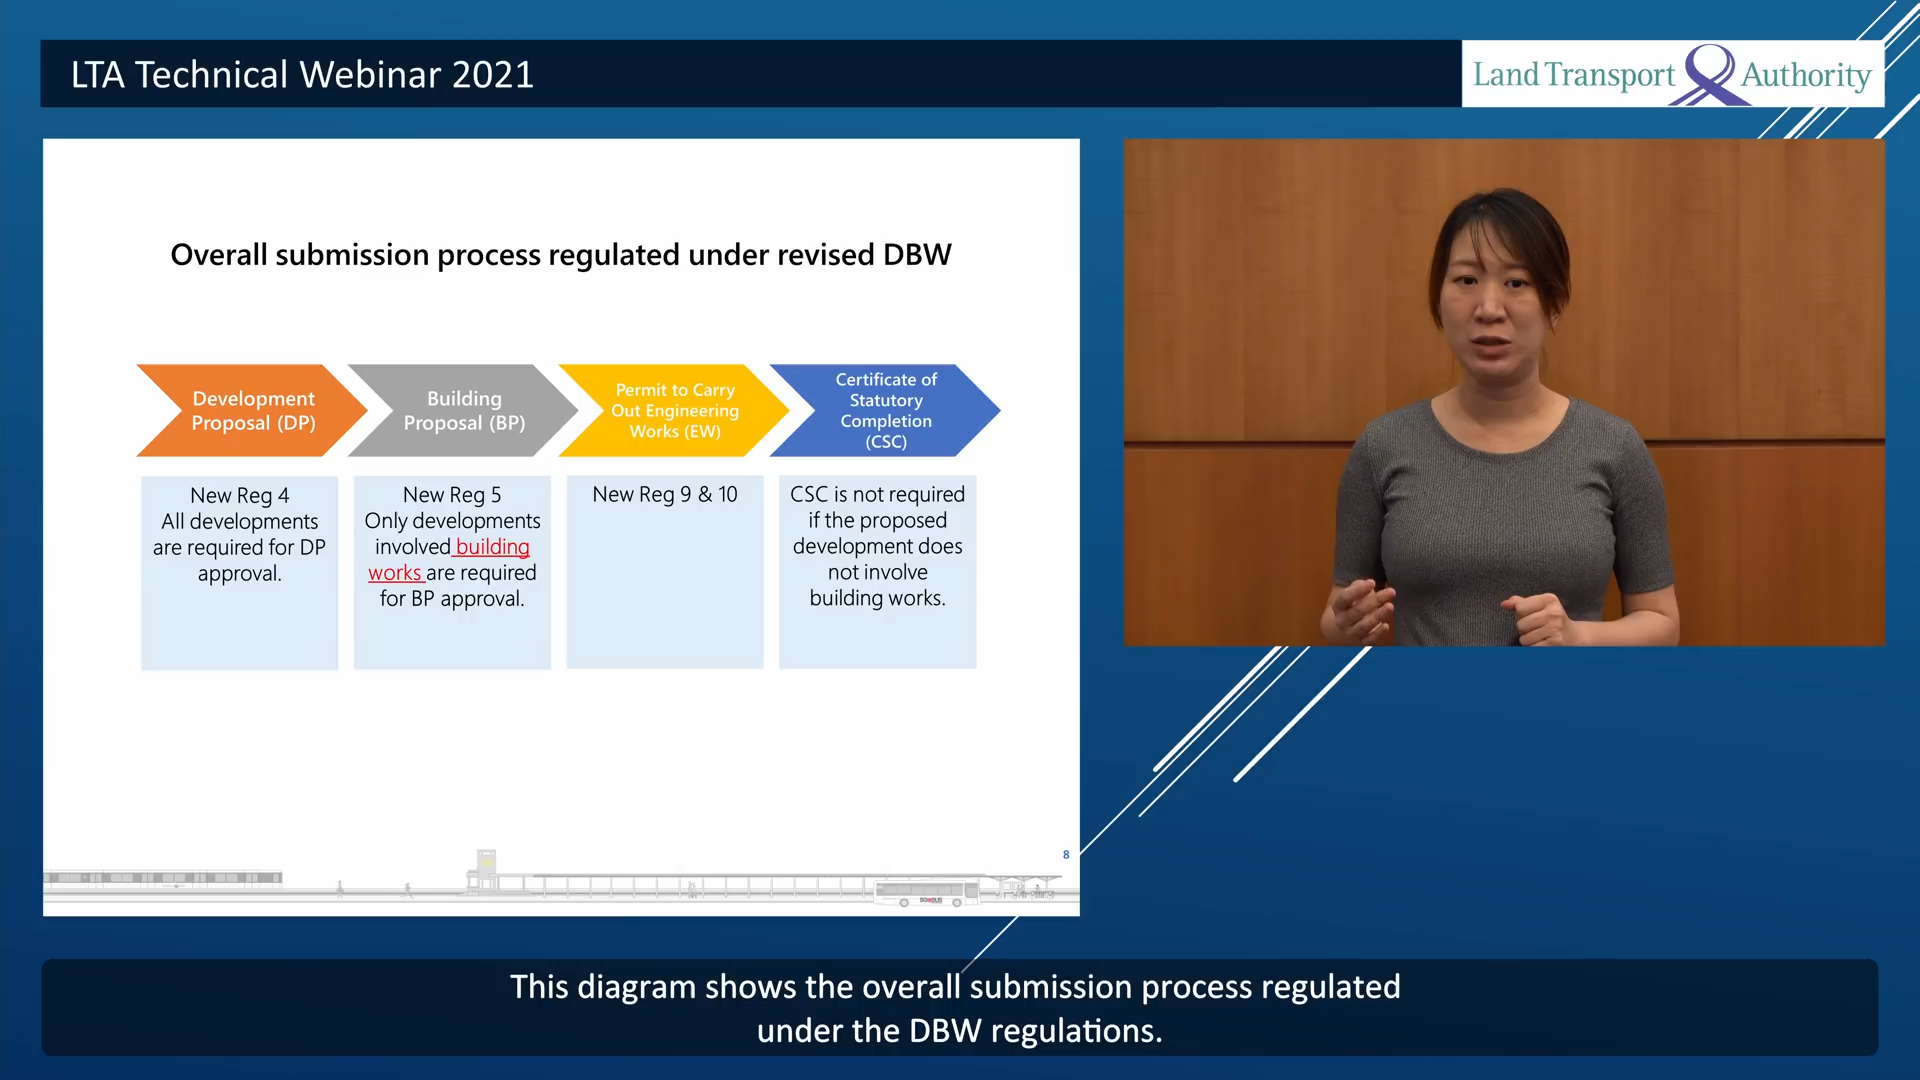 LTA Technical Webinar 2021
Land Transport Authority
Overall submission process regulated under revised DBW
Development
Proposal (DP)
Building
Proposal (BP)
Permit to Carry
Out Engineering
Works (EW)
Certificate of
Statutory
Completion
(CSC)
New Reg 4
All developments
are required for DP
approval.
New Reg 5
Only developments
involved building
works are required
for BP approval.
New Reg 9 & 10
CSC is not required
if the proposed
development does
not involve
building works.
8
This diagram shows the overall submission process regulated
under the DBW regulations.